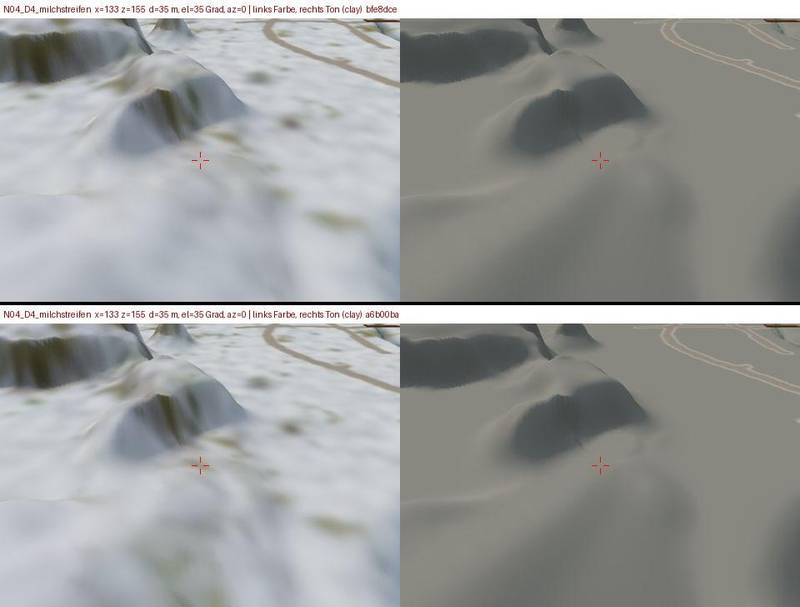 N04_D4_milchstreifen x=133 z=155 d=35 m, el=35 Grad, az=0 | links Farbe, rechts Ton (clay) bfe8dce
N04_D4_milchstreifen x=133 z=155 d=35 m, el=35 Grad, az=0 | links Farbe, rechts Ton (clay) a6b00ba